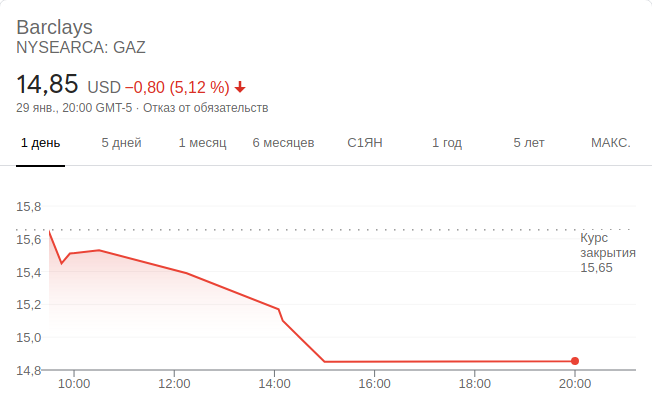 Barclays
NYSEARCA: GAZ
14,85 USD −0,80 (5,12 %)
29 янв., 20:00 GMT-5 · Отказ от обязательств
1 день 5 дней 1 месяц 6 месяцев С1ЯН 1 год 5 лет МАКС.
15,8
15,6
15,4
15,2
15,0
14,8
Курс
закрытия
15,65
10:00 12:00 14:00 16:00 18:00 20:00